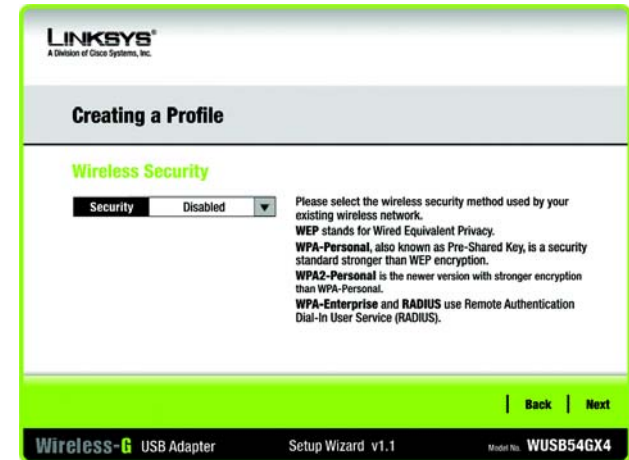 LINKSYS®
A Division of Cisco Systems, Inc.
Creating a Profile
Wireless Security
Security Disabled
Please select the wireless security method used by your
existing wireless network.
WEP stands for Wired Equivalent Privacy.
WPA-Personal, also known as Pre-Shared Key, is a security
standard stronger than WEP encryption.
WPA2-Personal is the newer version with stronger encryption
than WPA-Personal.
WPA-Enterprise and RADIUS use Remote Authentication
Dial-In User Service (RADIUS).
Back Next
Wireless-G USB Adapter Setup Wizard v1.1 Model No. WUSB54GX4